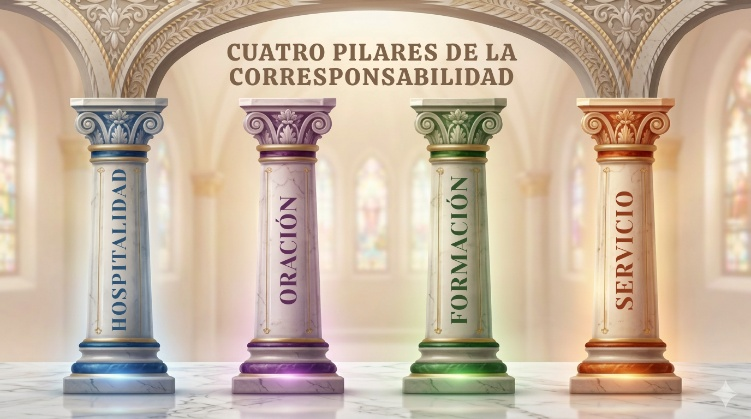 CUATRO PILARES DE LA
CORRESPONSABILIDAD
HOSPITALIDAD
ORACIÓN
FORMACIÓN
SERVICIO